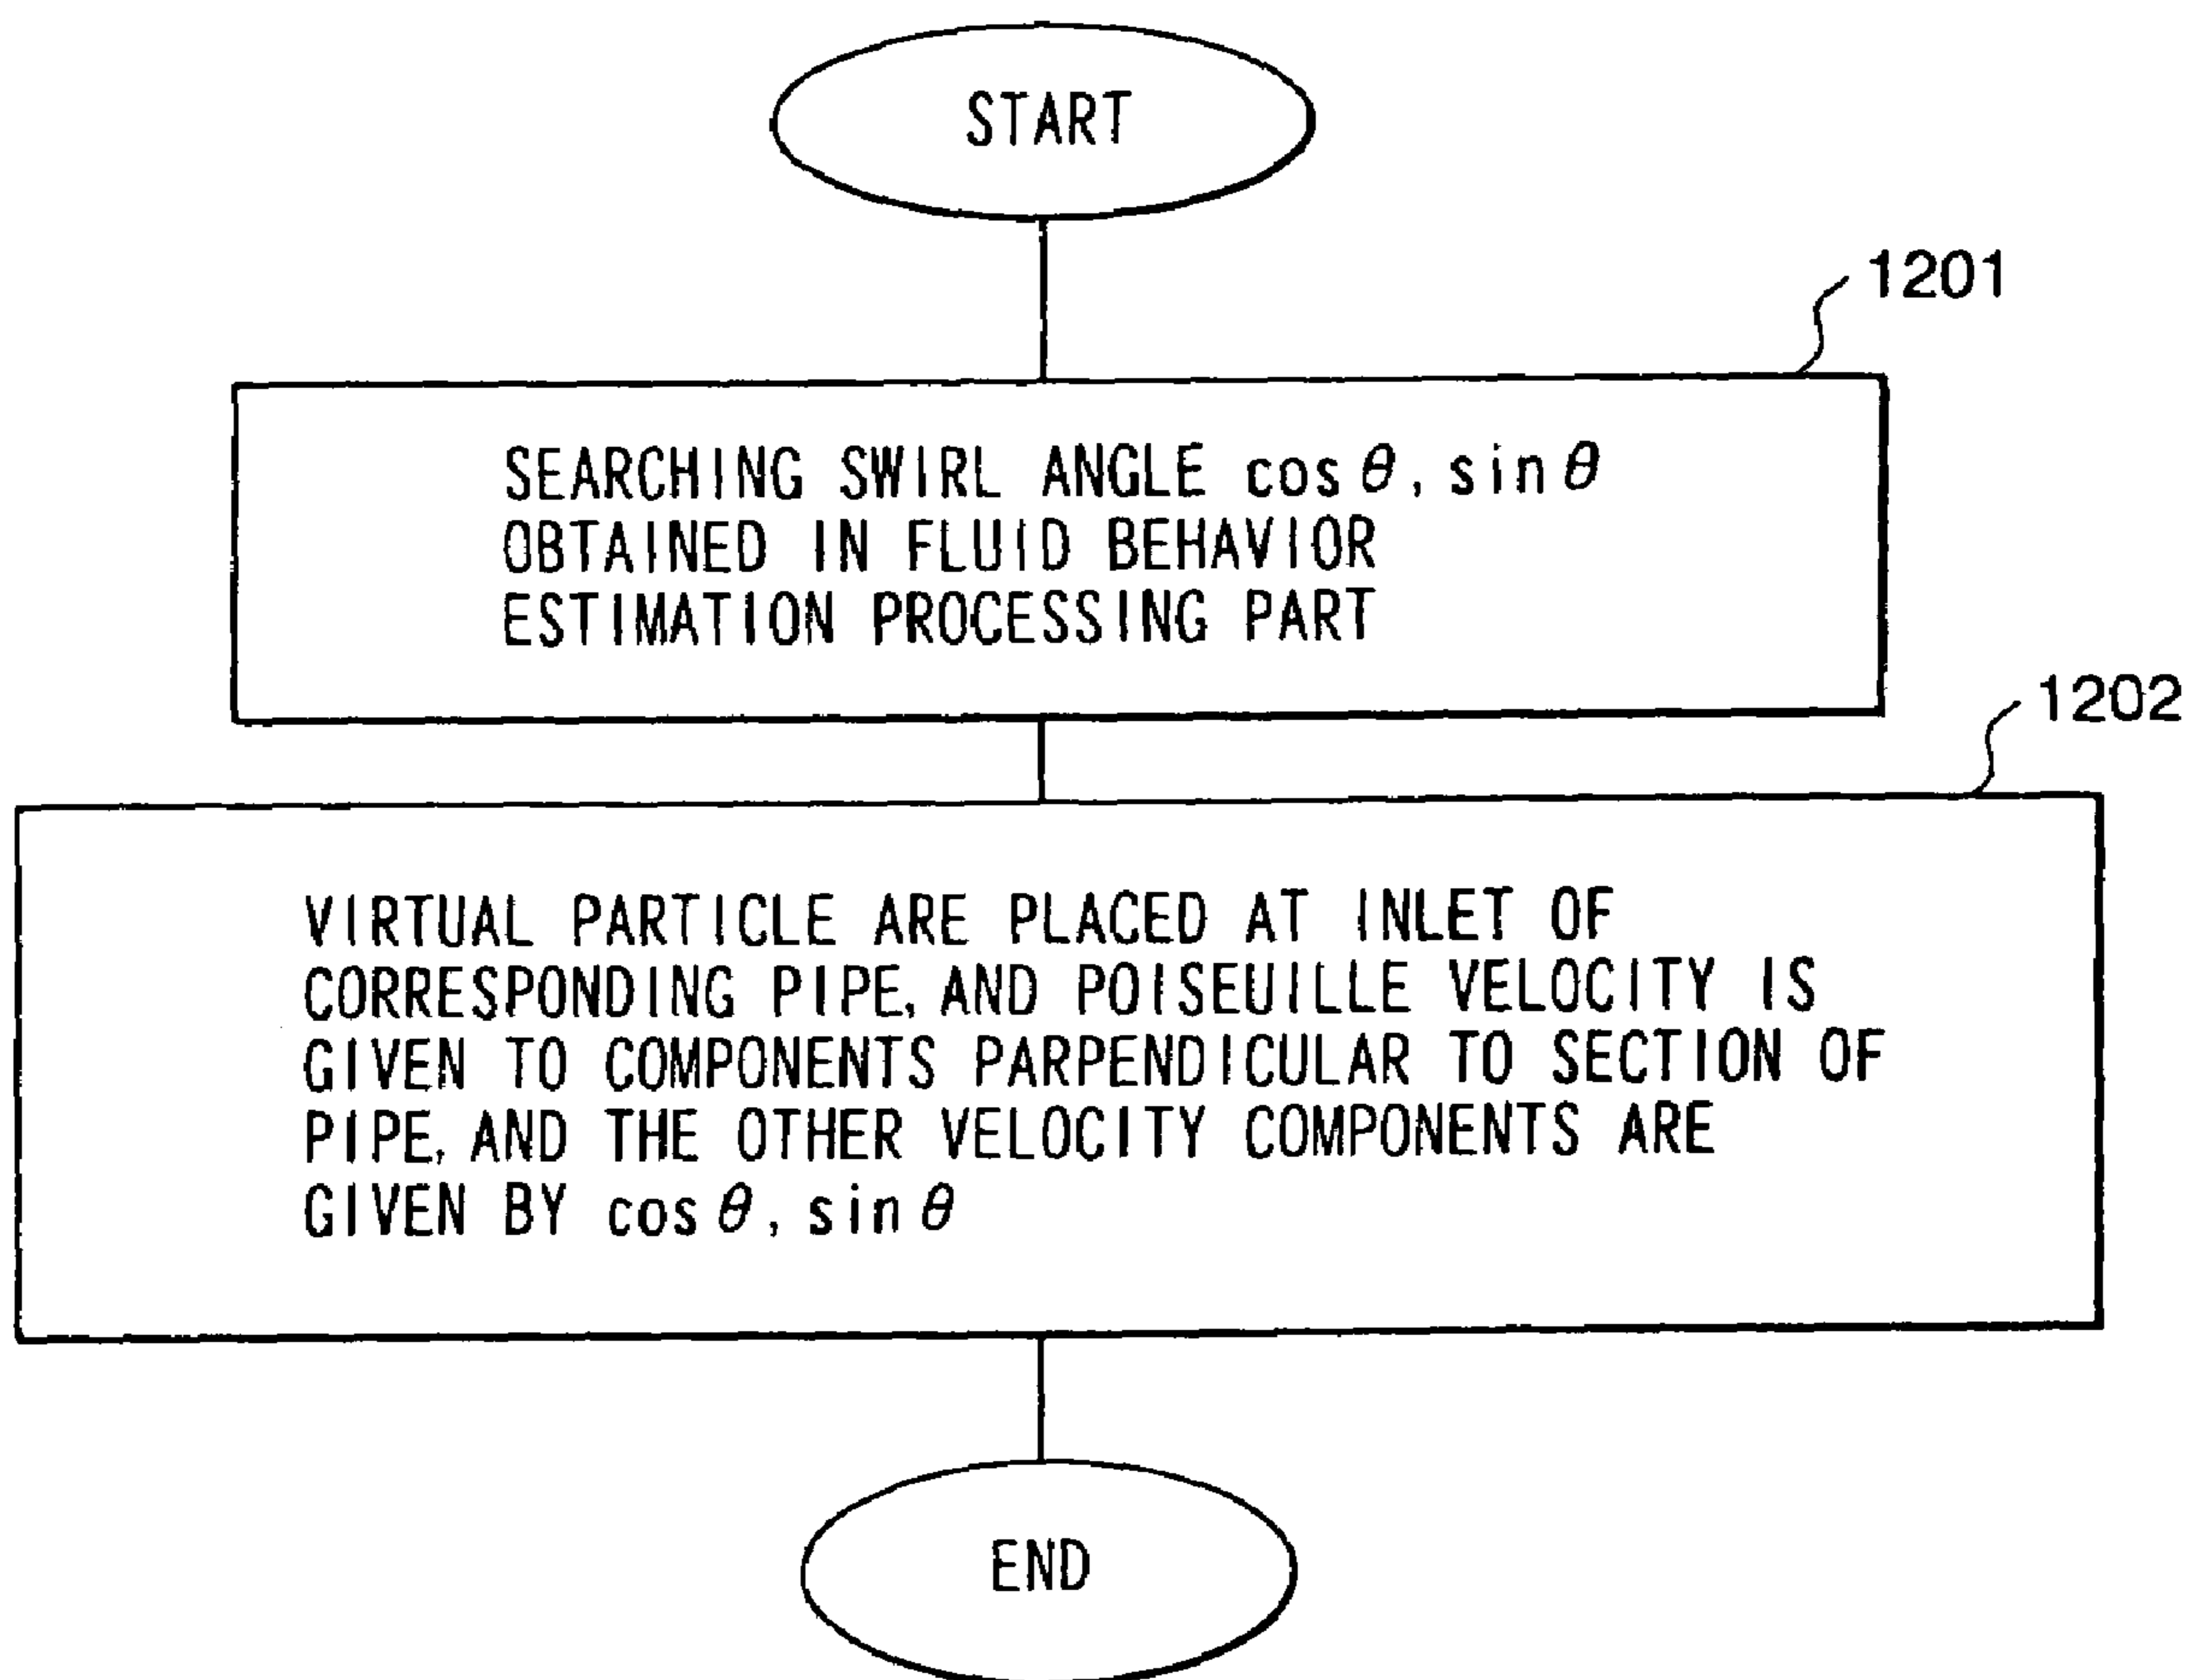 START
1201
SEARCHING SWIRL ANGLE cosθ, sinθ
OBTAINED IN FLUID BEHAVIOR
ESTIMATION PROCESSING PART
1202
VIRTUAL PARTICLE ARE PLACED AT INLET OF
CORRESPONDING PIPE, AND POISEUILLE VELOCITY IS
GIVEN TO COMPONENTS PARPENDICULAR TO SECTION OF
PIPE, AND THE OTHER VELOCITY COMPONENTS ARE
GIVEN BY cosθ, sinθ
END